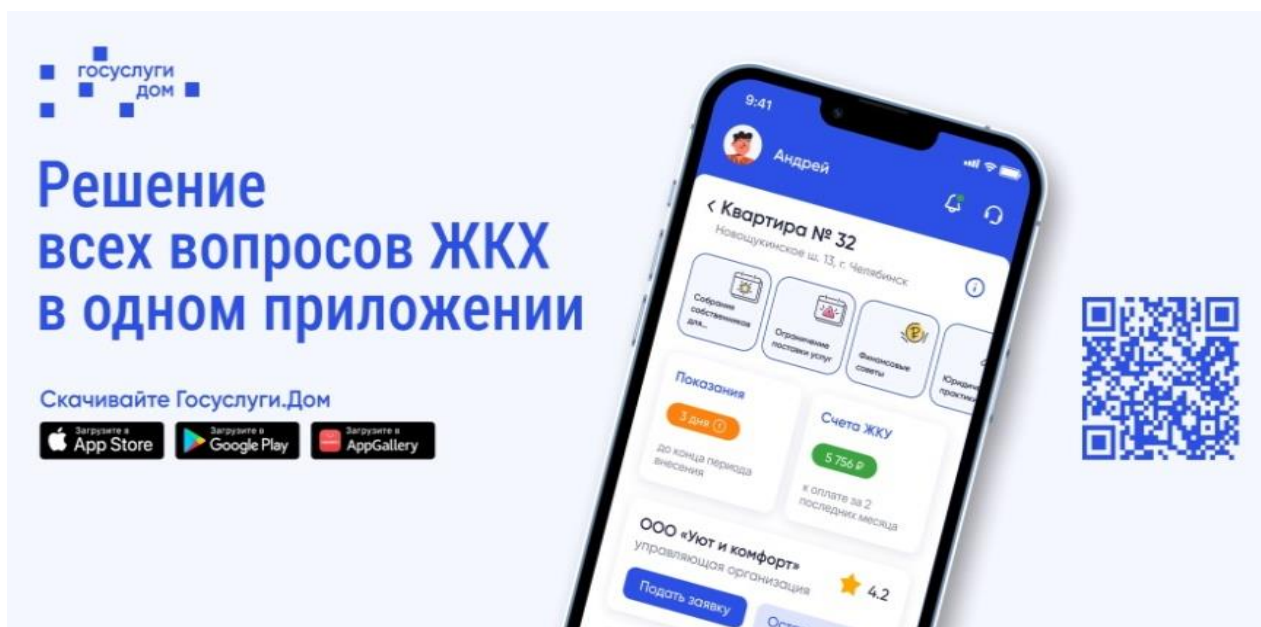 госуслуги
дом
Решение
всех вопросов ЖКХ
в одном приложении
Скачивайте Госуслуги.Дом
Загрузите в
App Store
Загрузите в
Google Play
Загрузите в
AppGallery
9:41
Андрей
< Квартира № 32
Новощукинское ш. 13, г. Челябинск
Собрание
собственников
для...
Ограничение
поставки услуг
Финансовые
советы
Показания
3 дня
до конца периода
внесения
Счета ЖКУ
5 756 ₽
к оплате за 2
последних месяца
ООО «Уют и комфорт»
управляющая организация
4.2
Подать заявку